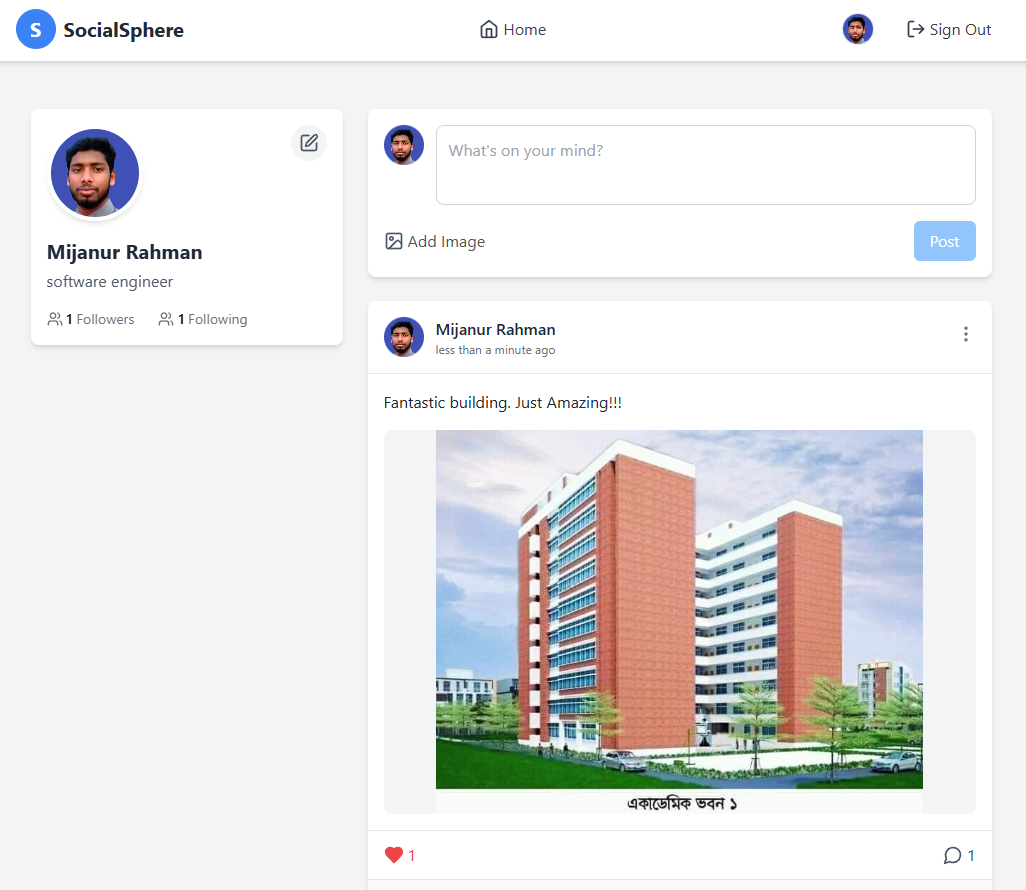 S SocialSphere
Home
Sign Out
Mijanur Rahman
software engineer
1 Followers 1 Following
What's on your mind?
Add Image
Post
Mijanur Rahman
less than a minute ago
Fantastic building. Just Amazing!!!
একাডেমিক ভবন ১
1
1